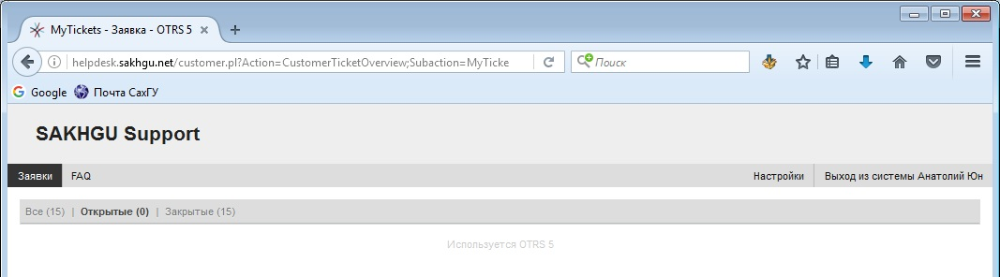 MyTickets - Заявка - OTRS 5
helpdesk.sakhgu.net/customer.pl?Action=CustomerTicketOverview;Subaction=MyTicke
Поиск
Google Почта СахГУ
SAKHGU Support
Заявки FAQ Настройки Выход из системы Анатолий Юн
Все (15) | Открытые (0) | Закрытые (15)
Используется OTRS 5